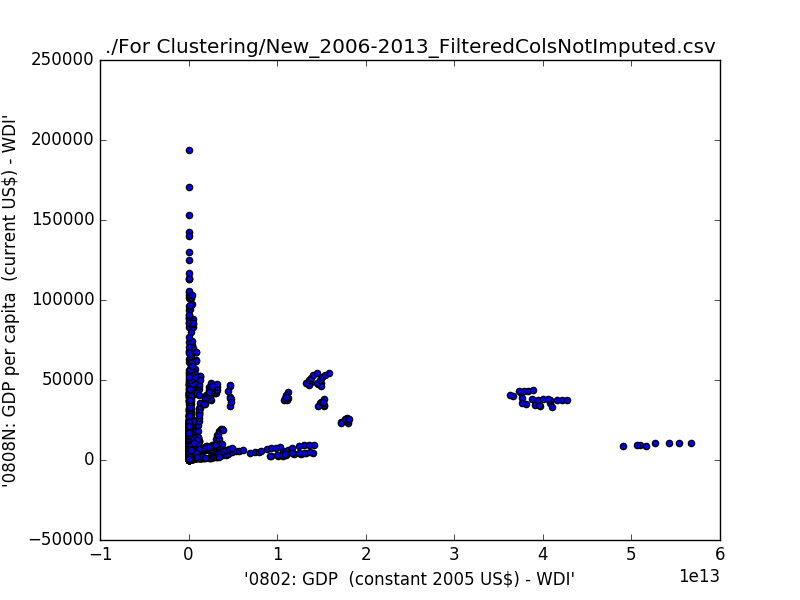 ./For Clustering/New_2006-2013_FilteredColsNotImputed.csv
250000
200000
150000
100000
50000
0
−50000
'0808N: GDP per capita  (current US$) - WDI'
−1 0 1 2 3 4 5 6
1e13
'0802: GDP  (constant 2005 US$) - WDI'